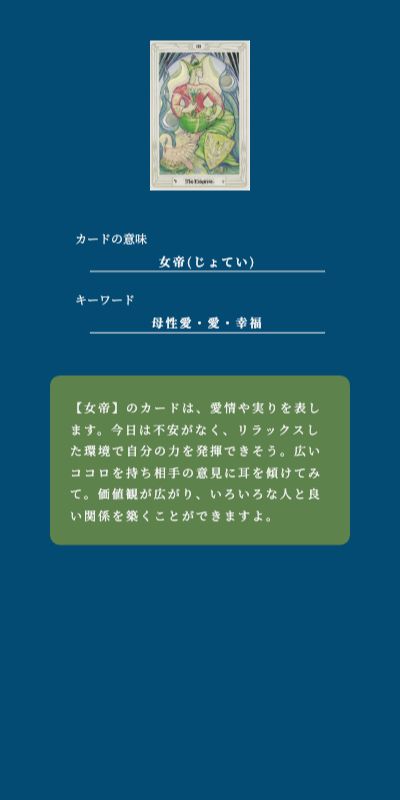 III
The Empress
カードの意味
女帝(じょてい)
キーワード
母性愛・愛・幸福
【女帝】のカードは、愛情や実りを表し
ます。今日は不安がなく、リラックスし
た環境で自分の力を発揮できそう。広い
ココロを持ち相手の意見に耳を傾けてみ
て。価値観が広がり、いろいろな人と良
い関係を築くことができますよ。